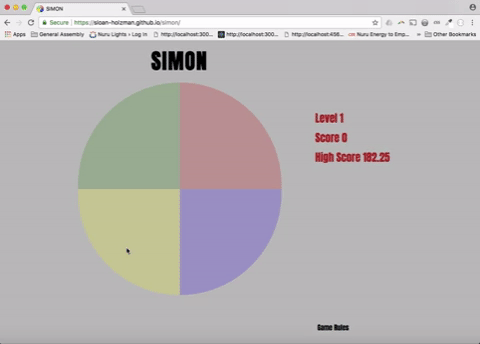 SIMON
Secure
https://sloan-holzman.github.io/simon/
Apps
General Assembly
Nuru Lights › Log In
http://localhost:300
http://localhost:300
http://localhost:456
Nuru Energy to Emp
Other Bookmarks
SIMON
Level 1
Score 0
High Score 182.25
Game Rules